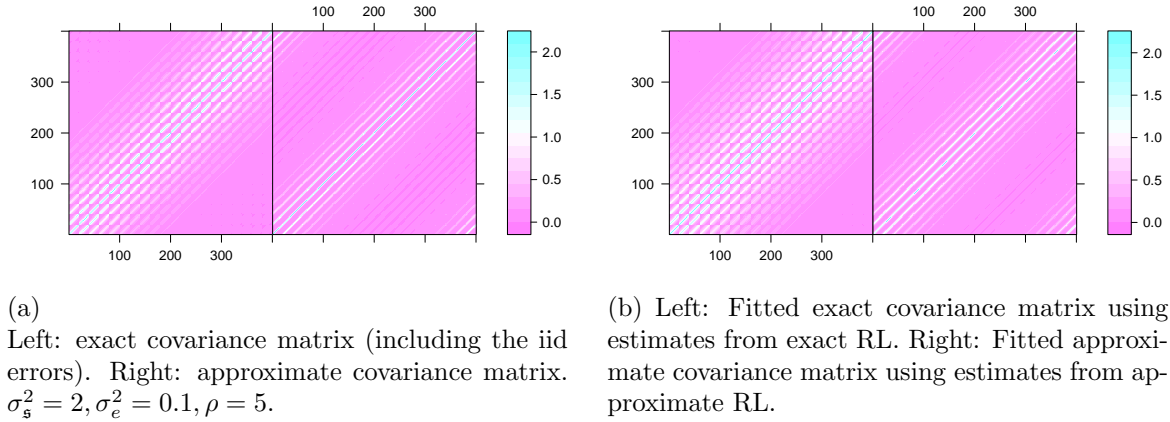 100 200 300 100 200 300
300
200
100
100 200 300
2.0
1.5
1.0
0.5
0.0
100 200 300
300
200
100
100 200 300
2.0
1.5
1.0
0.5
0.0
(a)
Left: exact covariance matrix (including the iid
errors). Right: approximate covariance matrix.
σ²_𝔰 = 2, σ²_e = 0.1, ρ = 5.
(b) Left: Fitted exact covariance matrix using
estimates from exact RL. Right: Fitted approxi-
mate covariance matrix using estimates from ap-
proximate RL.